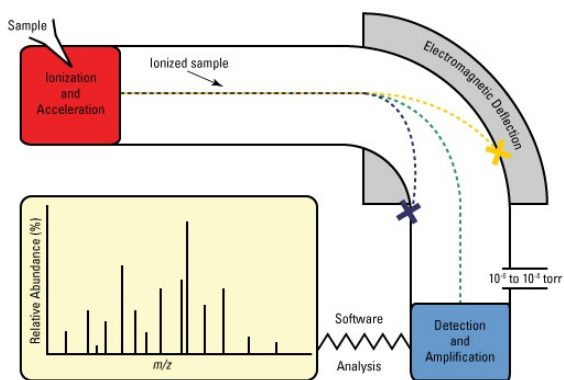 Sample
Ionization
and
Acceleration
Ionized sample
Electromagnetic Deflection
10⁻⁶ to 10⁻⁸ torr
Relative Abundance (%)
m/z
Software
Analysis
Detection
and
Amplification